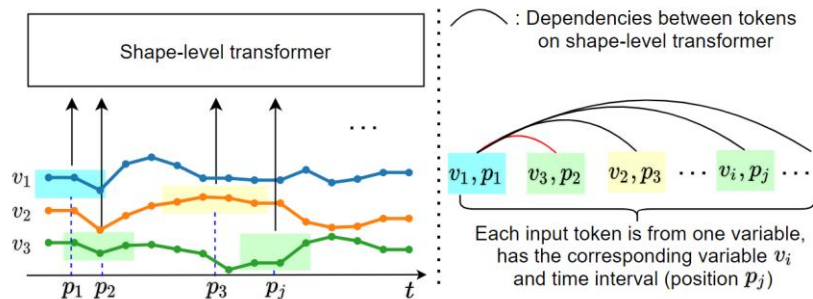 Shape-level transformer
: Dependencies between tokens
on shape-level transformer
...
v₁
v₂
v₃
p₁ p₂ p₃ pⱼ t
v₁, p₁ v₃, p₂ v₂, p₃ ... vᵢ, pⱼ ...
Each input token is from one variable,
has the corresponding variable vᵢ
and time interval (position pⱼ)